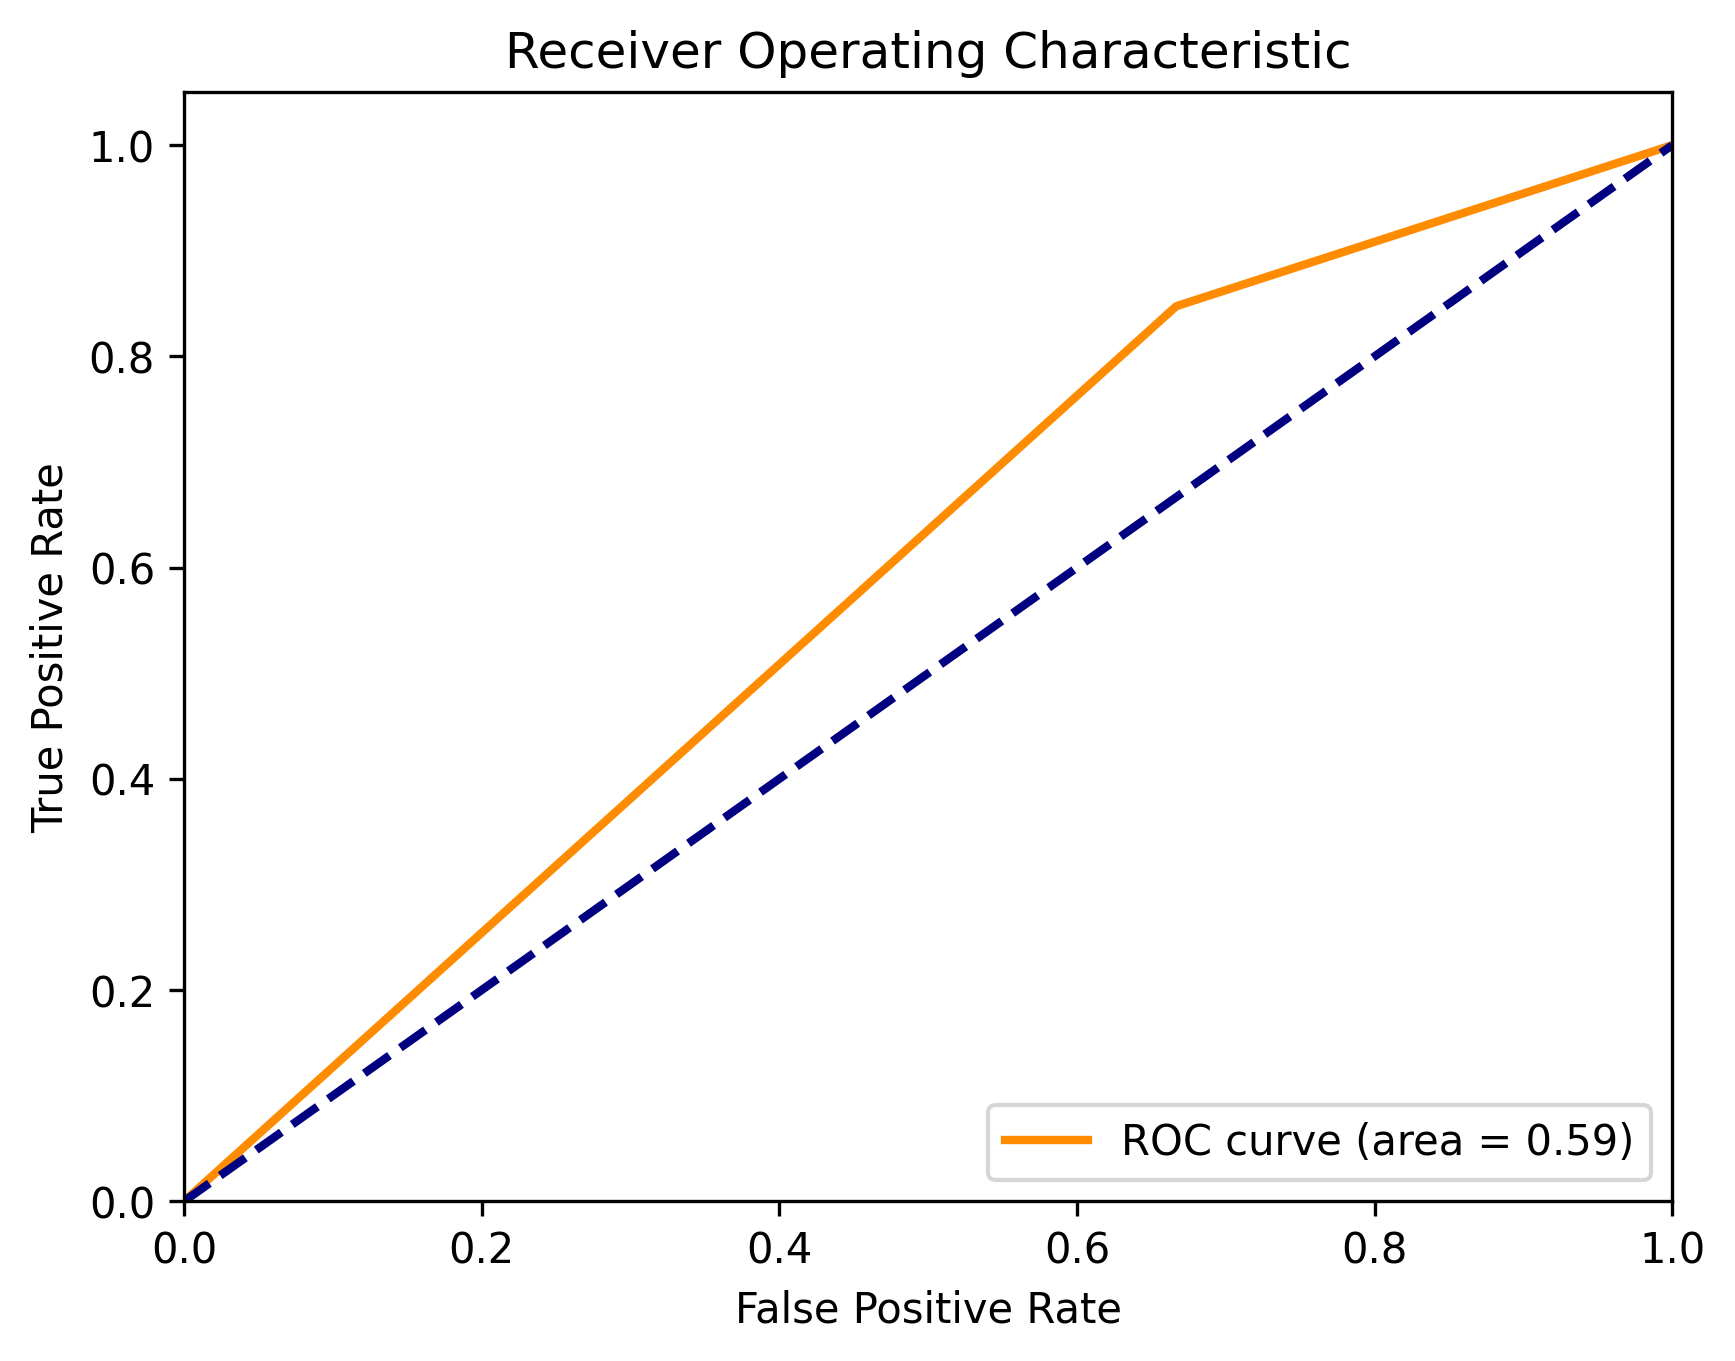 Receiver Operating Characteristic
1.0
0.8
0.6
0.4
0.2
0.0
True Positive Rate
ROC curve (area = 0.59)
0.0 0.2 0.4 0.6 0.8 1.0
False Positive Rate